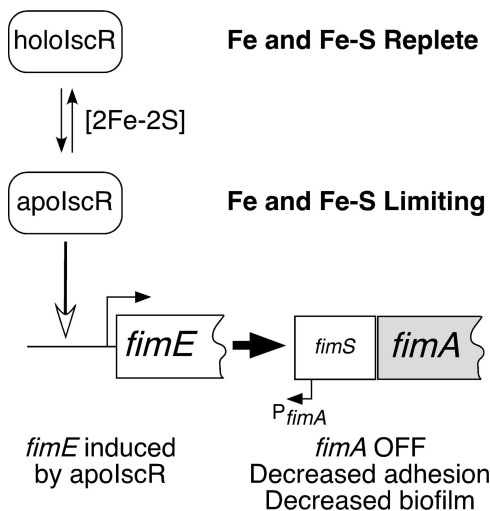 holoIscR
Fe and Fe-S Replete
[2Fe-2S]
apoIscR
Fe and Fe-S Limiting
fimE
fimS
fimA
PfimA
fimE induced
by apoIscR
fimA OFF
Decreased adhesion
Decreased biofilm